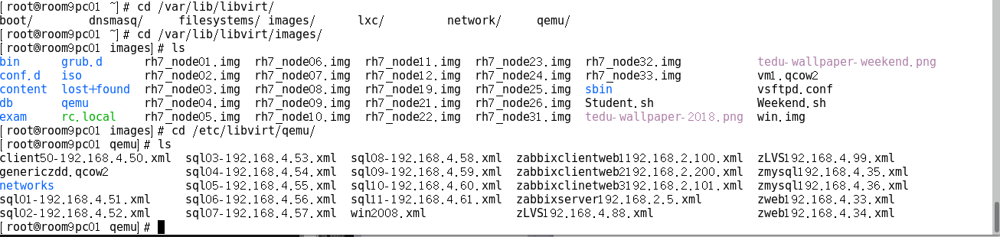 [root@room9pc01 ~]# cd /var/lib/libvirt/
boot/ dnsmasq/ filesystems/ images/ lxc/ network/ qemu/
[root@room9pc01 ~]# cd /var/lib/libvirt/images/
[root@room9pc01 images]# ls
bin grub.d rh7_node01.img rh7_node06.img rh7_node11.img rh7_node23.img rh7_node32.img tedu-wallpaper-weekend.png
conf.d iso rh7_node02.img rh7_node07.img rh7_node12.img rh7_node24.img rh7_node33.img vm1.qcow2
content lost+found rh7_node03.img rh7_node08.img rh7_node19.img rh7_node25.img sbin vsftpd.conf
db qemu rh7_node04.img rh7_node09.img rh7_node21.img rh7_node26.img Student.sh Weekend.sh
exam rc.local rh7_node05.img rh7_node10.img rh7_node22.img rh7_node31.img tedu-wallpaper-2018.png win.img
[root@room9pc01 images]# cd /etc/libvirt/qemu/
[root@room9pc01 qemu]# ls
client50-192.168.4.50.xml sql03-192.168.4.53.xml sql08-192.168.4.58.xml zabbixclientweb1192.168.2.100.xml zLVS192.168.4.99.xml
genericzdd.qcow2 sql04-192.168.4.54.xml sql09-192.168.4.59.xml zabbixclientweb2192.168.2.200.xml zmysql192.168.4.35.xml
networks sql05-192.168.4.55.xml sql10-192.168.4.60.xml zabbixclinetweb3192.168.2.101.xml zmysql192.168.4.36.xml
sql01-192.168.4.51.xml sql06-192.168.4.56.xml sql11-192.168.4.61.xml zabbixserver192.168.2.5.xml zweb192.168.4.33.xml
sql02-192.168.4.52.xml sql07-192.168.4.57.xml win2008.xml zLVS192.168.4.88.xml zweb192.168.4.34.xml
[root@room9pc01 qemu]#